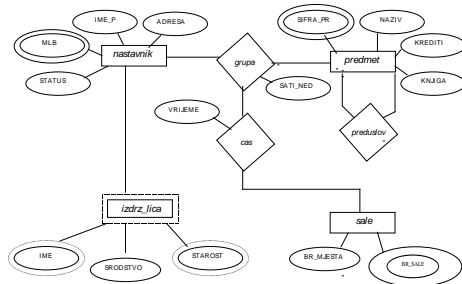 IME_P
ADRESA
SIFRA_PR
NAZIV
MLB
KREDITI
nastavnik
grupa
predmet
STATUS
SATI_NED
KNJIGA
VRIJEME
preduslov
cas
izdrz_lica
sale
IME
STAROST
BR_MJESTA
SRODSTVO
BR_SALE